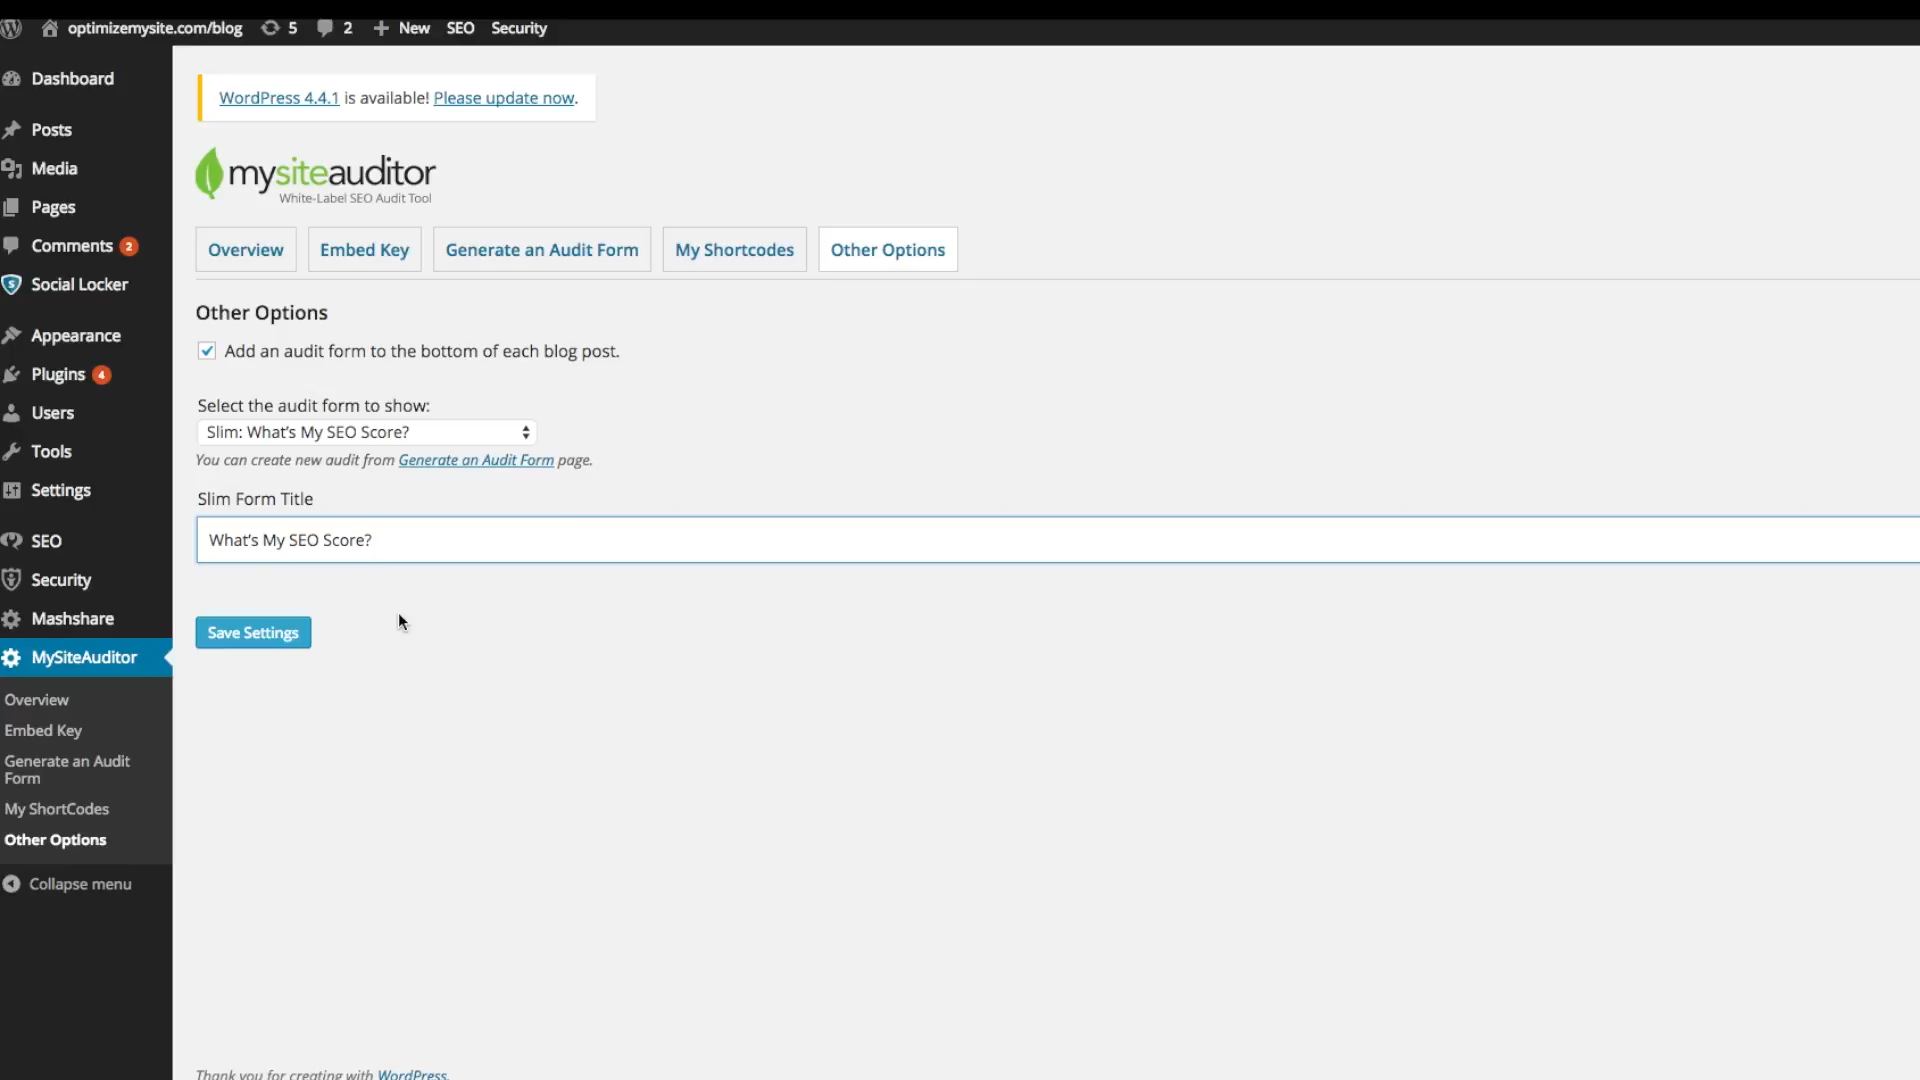 optimizemysite.com/blog 5 2 New SEO Security
Dashboard
Posts
Media
Pages
Comments 2
Social Locker
Appearance
Plugins 4
Users
Tools
Settings
SEO
Security
Mashshare
MySiteAuditor
Overview
Embed Key
Generate an Audit
Form
My ShortCodes
Other Options
Collapse menu
WordPress 4.4.1 is available! Please update now.
mysiteauditor
White-Label SEO Audit Tool
Overview Embed Key Generate an Audit Form My Shortcodes Other Options
Other Options
Add an audit form to the bottom of each blog post.
Select the audit form to show:
Slim: What's My SEO Score?
You can create new audit from Generate an Audit Form page.
Slim Form Title
What's My SEO Score?
Save Settings
Thank you for creating with WordPress.